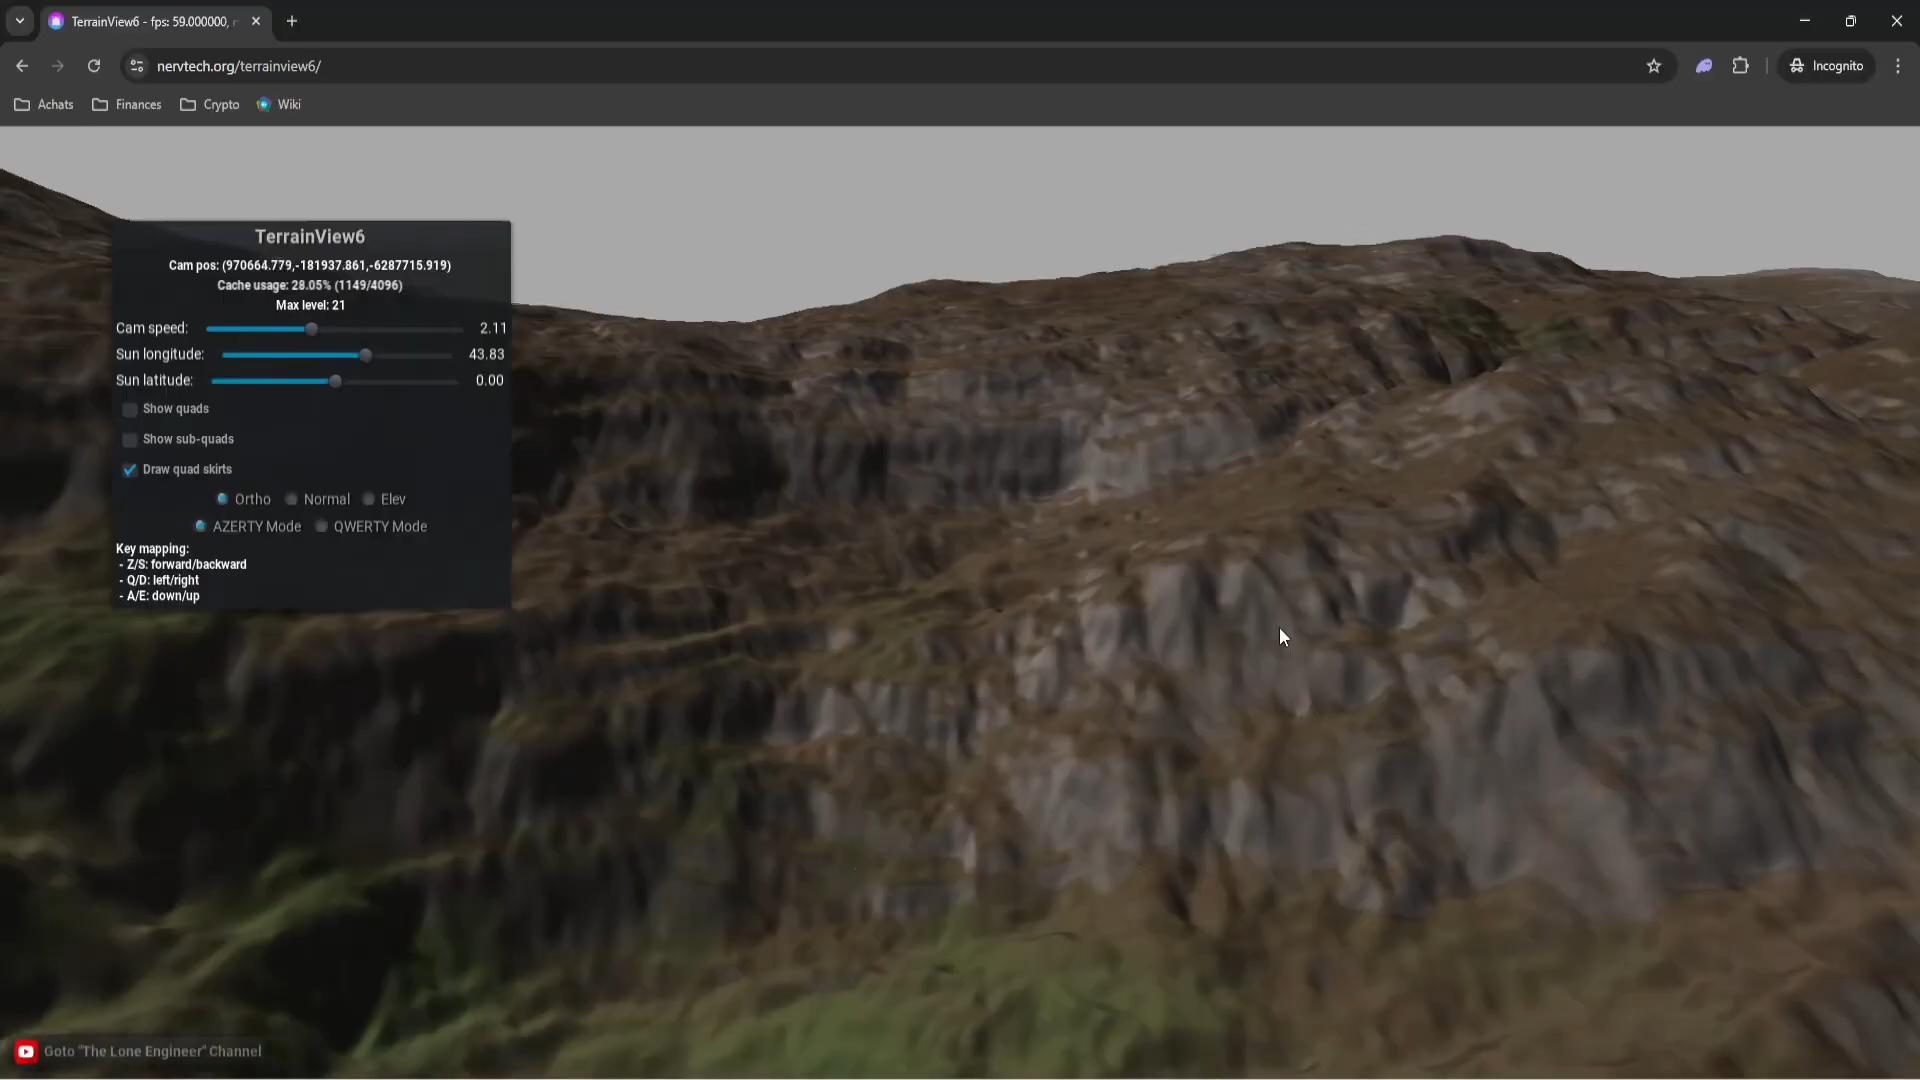 TerrainView6 - fps: 59.000000,
nervtech.org/terrainview6/
Incognito
Achats
Finances
Crypto
Wiki
TerrainView6
Cam pos: (970664.779,-181937.861,-6287715.919)
Cache usage: 28.05% (1149/4096)
Max level: 21
Cam speed: 2.11
Sun longitude: 43.83
Sun latitude: 0.00
Show quads
Show sub-quads
Draw quad skirts
Ortho Normal Elev
AZERTY Mode QWERTY Mode
Key mapping:
- Z/S: forward/backward
- Q/D: left/right
- A/E: down/up
Goto "The Lone Engineer" Channel